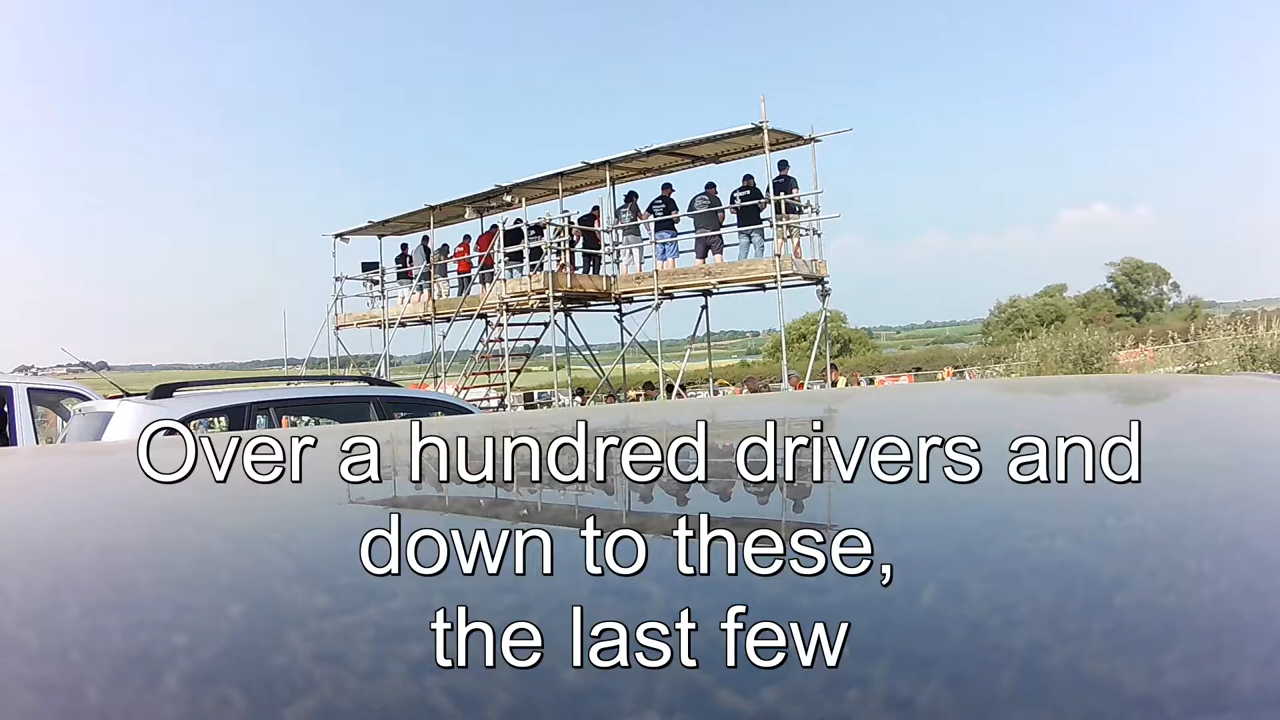 Over a hundred drivers and
down to these,
the last few